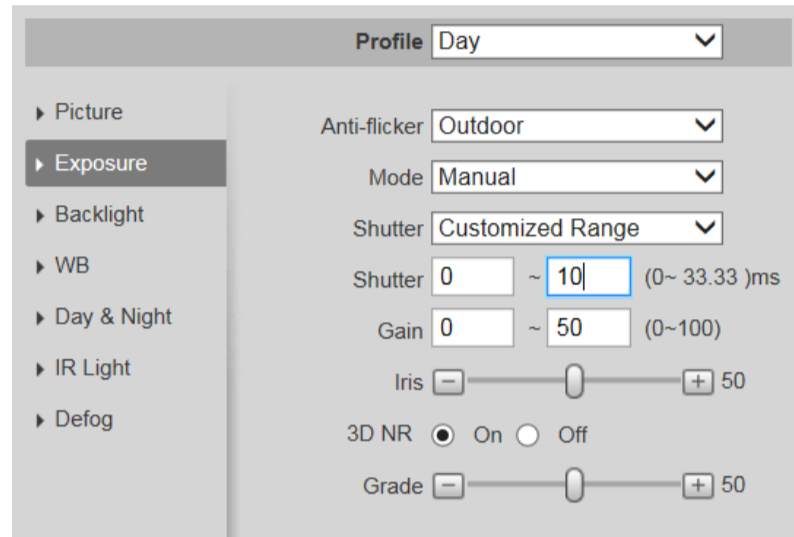 Profile Day
Picture
Exposure
Backlight
WB
Day & Night
IR Light
Defog
Anti-flicker Outdoor
Mode Manual
Shutter Customized Range
Shutter 0 ~ 10 (0~ 33.33 )ms
Gain 0 ~ 50 (0~100)
Iris 50
3D NR On Off
Grade 50